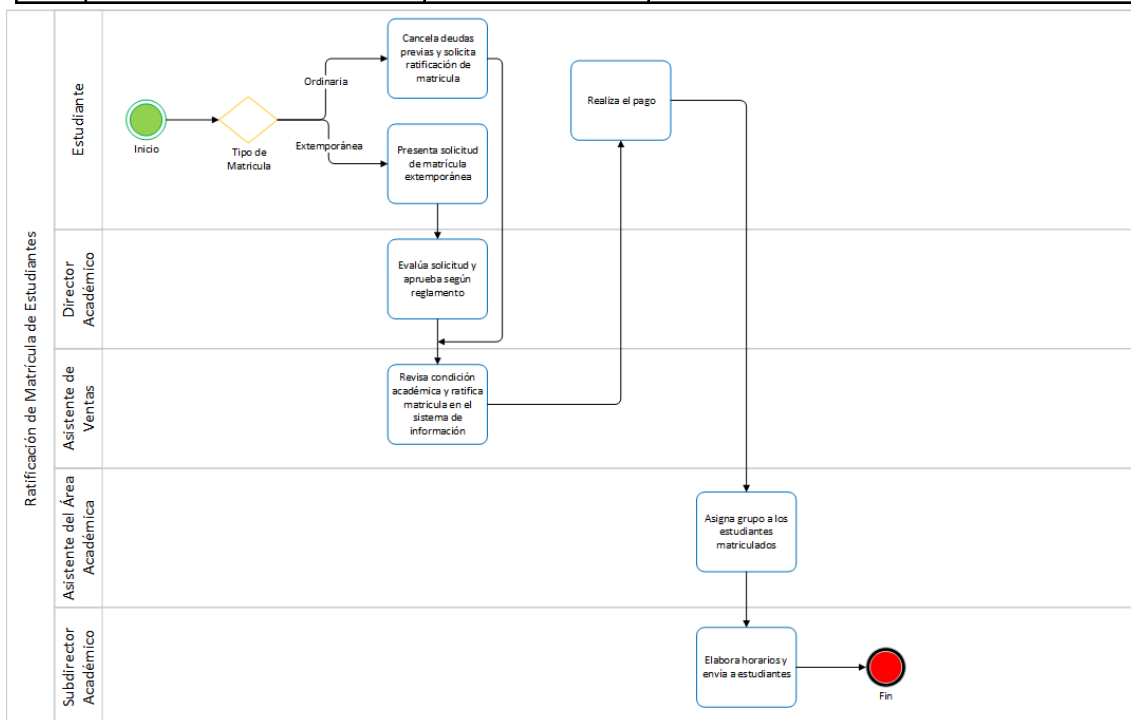 Ratificación de Matrícula de Estudiantes
Estudiante
Inicio
Tipo de
Matricula
Ordinaria
Extemporánea
Cancela deudas
previas y solicita
ratificación de
matricula
Presenta solicitud
de matrícula
extemporánea
Realiza el pago
Director
Académico
Evalúa solicitud y
aprueba según
reglamento
Asistente de
Ventas
Revisa condición
académica y ratifica
matricula en el
sistema de
información
Asistente del Área
Académica
Asigna grupo a los
estudiantes
matriculados
Subdirector
Académico
Elabora horarios y
envía a estudiantes
Fin